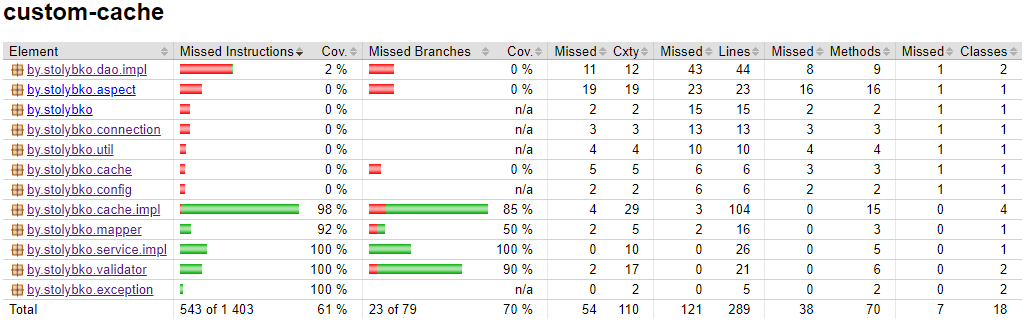 custom-cache
Element Missed Instructions Cov. Missed Branches Cov. Missed Cxty Missed Lines Missed Methods Missed Classes
by.stolybko.dao.impl 2 % 0 % 11 12 43 44 8 9 1 2
by.stolybko.aspect 0 % 0 % 19 19 23 23 16 16 1 1
by.stolybko 0 % n/a 2 2 15 15 2 2 1 1
by.stolybko.connection 0 % n/a 3 3 13 13 3 3 1 1
by.stolybko.util 0 % n/a 4 4 10 10 4 4 1 1
by.stolybko.cache 0 % 0 % 5 5 6 6 3 3 1 1
by.stolybko.config 0 % n/a 2 2 6 6 2 2 1 1
by.stolybko.cache.impl 98 % 85 % 4 29 3 104 0 15 0 4
by.stolybko.mapper 92 % 50 % 2 5 2 16 0 3 0 1
by.stolybko.service.impl 100 % 100 % 0 10 0 26 0 5 0 1
by.stolybko.validator 100 % 90 % 2 17 0 21 0 6 0 2
by.stolybko.exception 100 % n/a 0 2 0 5 0 2 0 2
Total 543 of 1 403 61 % 23 of 79 70 % 54 110 121 289 38 70 7 18